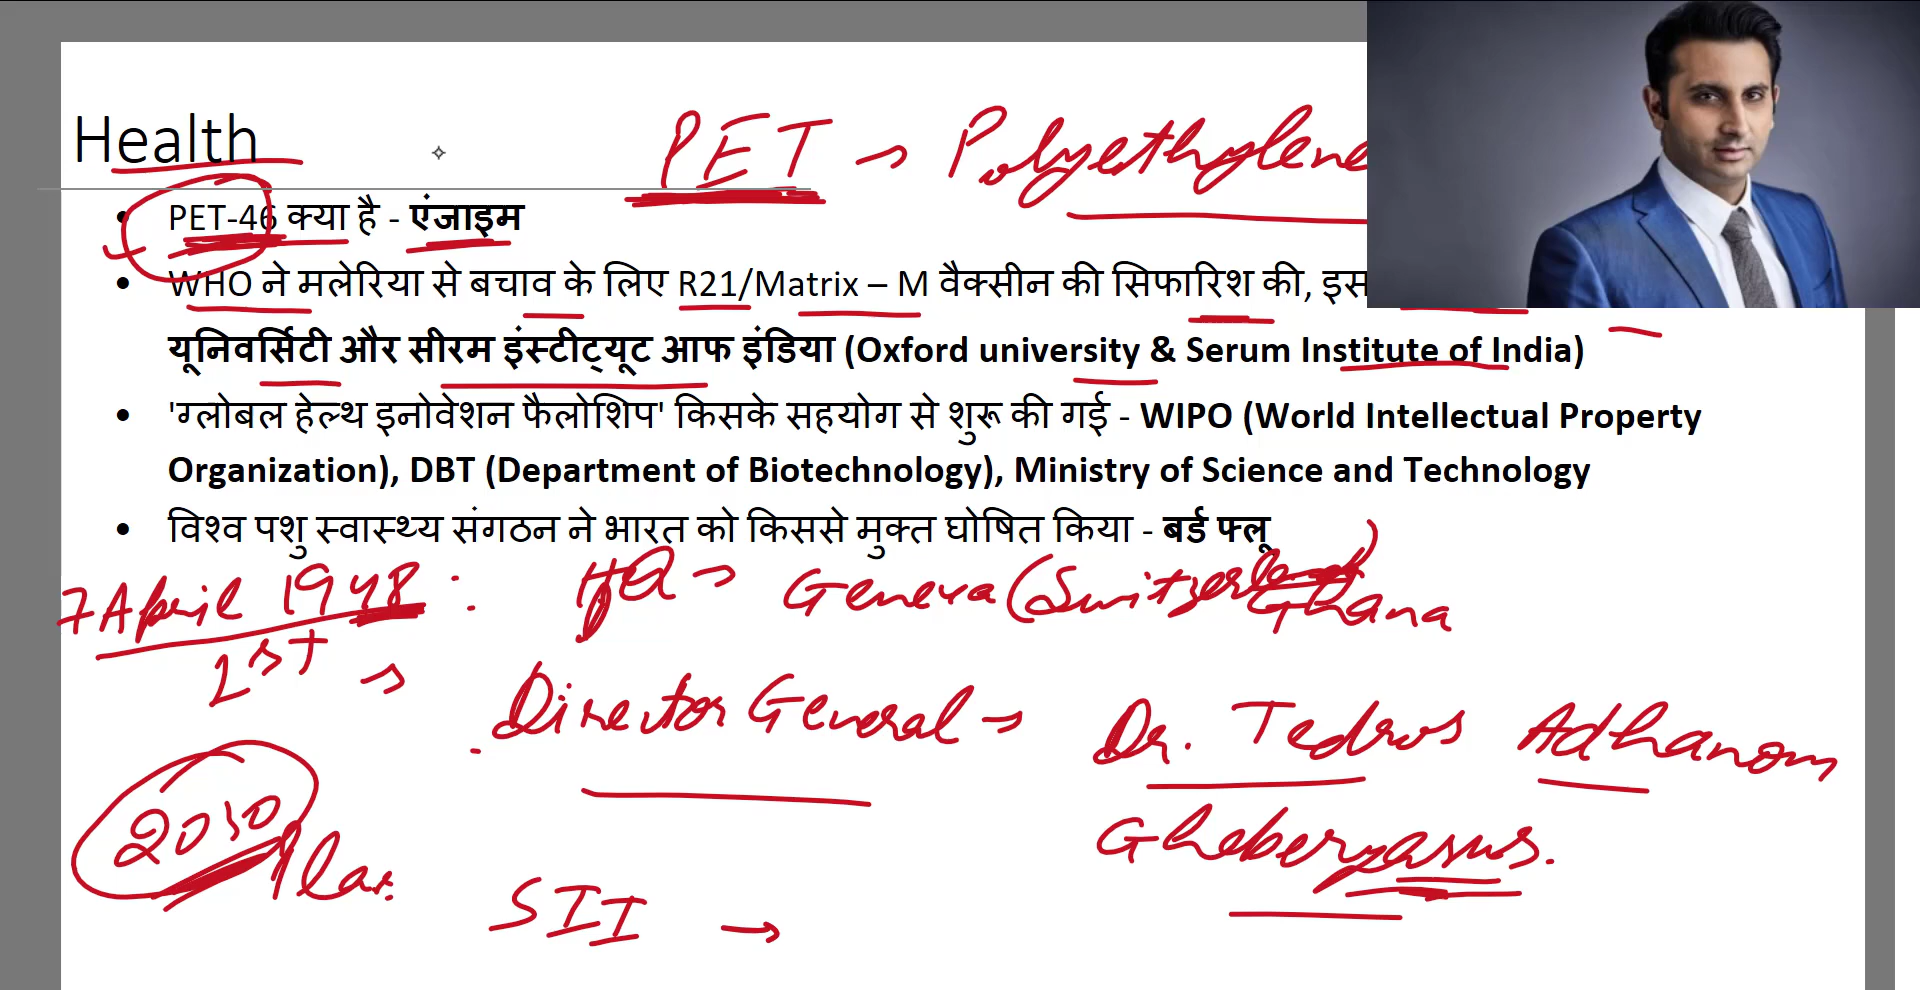 Health
PET → Polyethylene
• PET-46 क्या है - एंजाइम
• WHO ने मलेरिया से बचाव के लिए R21/Matrix – M वैक्सीन की सिफारिश की, इस
यूनिवर्सिटी और सीरम इंस्टीट्यूट आफ इंडिया (Oxford university & Serum Institute of India)
• 'ग्लोबल हेल्थ इनोवेशन फैलोशिप' किसके सहयोग से शुरू की गई - WIPO (World Intellectual Property
Organization), DBT (Department of Biotechnology), Ministry of Science and Technology
• विश्व पशु स्वास्थ्य संगठन ने भारत को किससे मुक्त घोषित किया - बर्ड फ्लू
7 April 1948 : HQ → Geneva (Switzerland)
Ghana
1st →
Director General → Dr. Tedros Adhanom
Gheberyasus.
2030
SII →